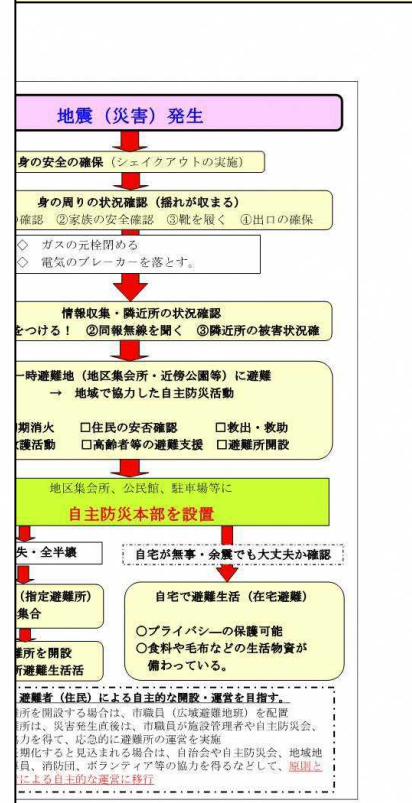 地震（災害）発生
身の安全の確保（シェイクアウトの実施）
身の周りの状況確認（揺れが収まる）
確認 ②家族の安全確認 ③靴を履く ④出口の確保
◇ ガスの元栓閉める
◇ 電気のブレーカーを落とす。
情報収集・隣近所の状況確認
をつける！ ②同報無線を聞く ③隣近所の被害状況確
一時避難地（地区集会所・近傍公園等）に避難
→ 地域で協力した自主防災活動
期消火 □住民の安否確認 □救出・救助
護活動 □高齢者等の避難支援 □避難所開設
地区集会所、公民館、駐車場等に
自主防災本部を設置
失・全半壊
自宅が無事・余震でも大丈夫か確認
（指定避難所）
集合
自宅で避難生活（在宅避難）
○プライバシ―の保護可能
○食料や毛布などの生活物資が
備わっている。
難所を開設
所避難生活活
避難者（住民）による自主的な開設・運営を目指す。
所を開設する場合は、市職員（広域避難地班）を配置
所は、災害発生直後は、市職員が施設管理者や自主防災会、
力を得て、応急的に避難所の運営を実施
期化すると見込まれる場合は、自治会や自主防災会、地域地
員、消防団、ボランティア等の協力を得るなどして、原則と
による自主的な運営に移行